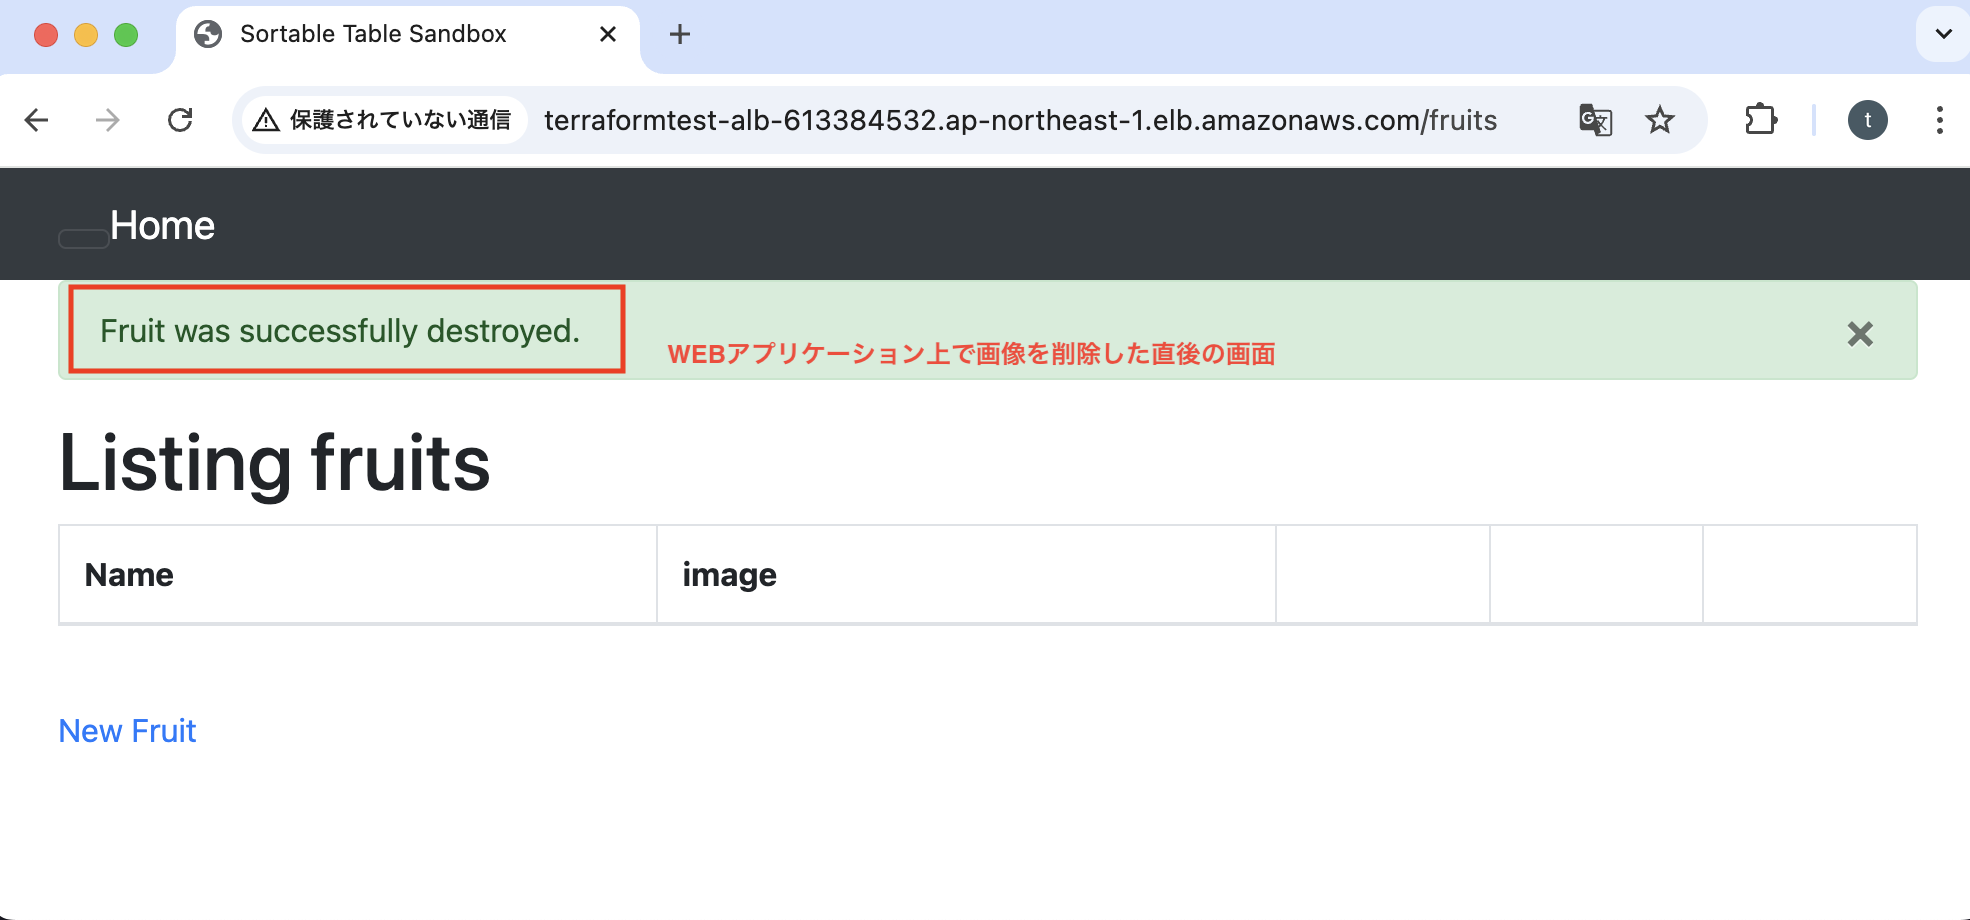 Sortable Table Sandbox
保護されていない通信 terraformtest-alb-613384532.ap-northeast-1.elb.amazonaws.com/fruits
t
Home
Fruit was successfully destroyed.
WEBアプリケーション上で画像を削除した直後の画面
Listing fruits
Name image
New Fruit